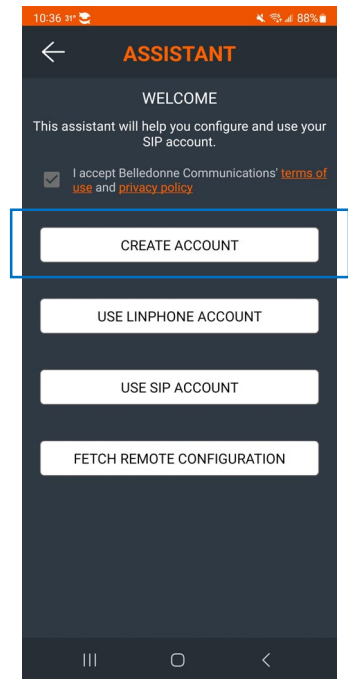 10:36 31° 88%
ASSISTANT
WELCOME
This assistant will help you configure and use your
SIP account.
I accept Belledonne Communications' terms of
use and privacy policy
CREATE ACCOUNT
USE LINPHONE ACCOUNT
USE SIP ACCOUNT
FETCH REMOTE CONFIGURATION